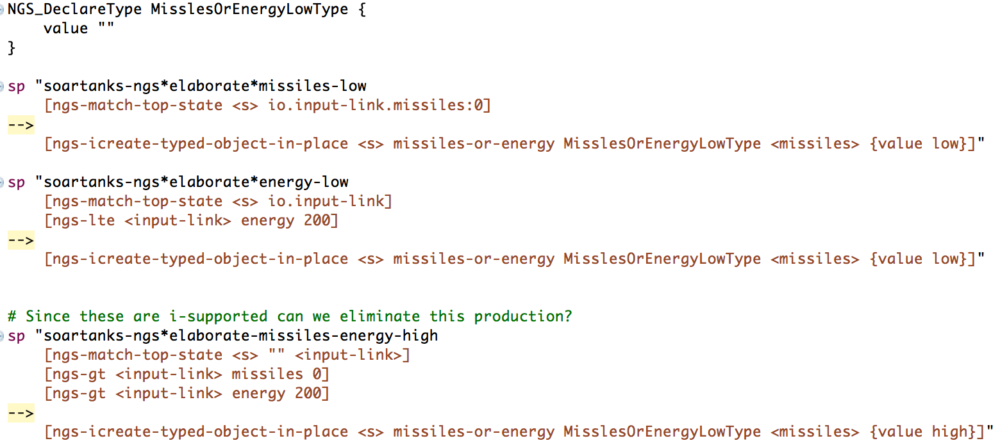 NGS_DeclareType MisslesOrEnergyLowType {
    value ""
}

sp "soartanks-ngs*elaborate*missiles-low
    [ngs-match-top-state <s> io.input-link.missiles:0]
-->
    [ngs-icreate-typed-object-in-place <s> missiles-or-energy MisslesOrEnergyLowType <missiles> {value low}]"

sp "soartanks-ngs*elaborate*energy-low
    [ngs-match-top-state <s> io.input-link]
    [ngs-lte <input-link> energy 200]
-->
    [ngs-icreate-typed-object-in-place <s> missiles-or-energy MisslesOrEnergyLowType <missiles> {value low}]"

# Since these are i-supported can we eliminate this production?
sp "soartanks-ngs*elaborate-missiles-energy-high
    [ngs-match-top-state <s> "" <input-link>]
    [ngs-gt <input-link> missiles 0]
    [ngs-gt <input-link> energy 200]
-->
    [ngs-icreate-typed-object-in-place <s> missiles-or-energy MisslesOrEnergyLowType <missiles> {value high}]"